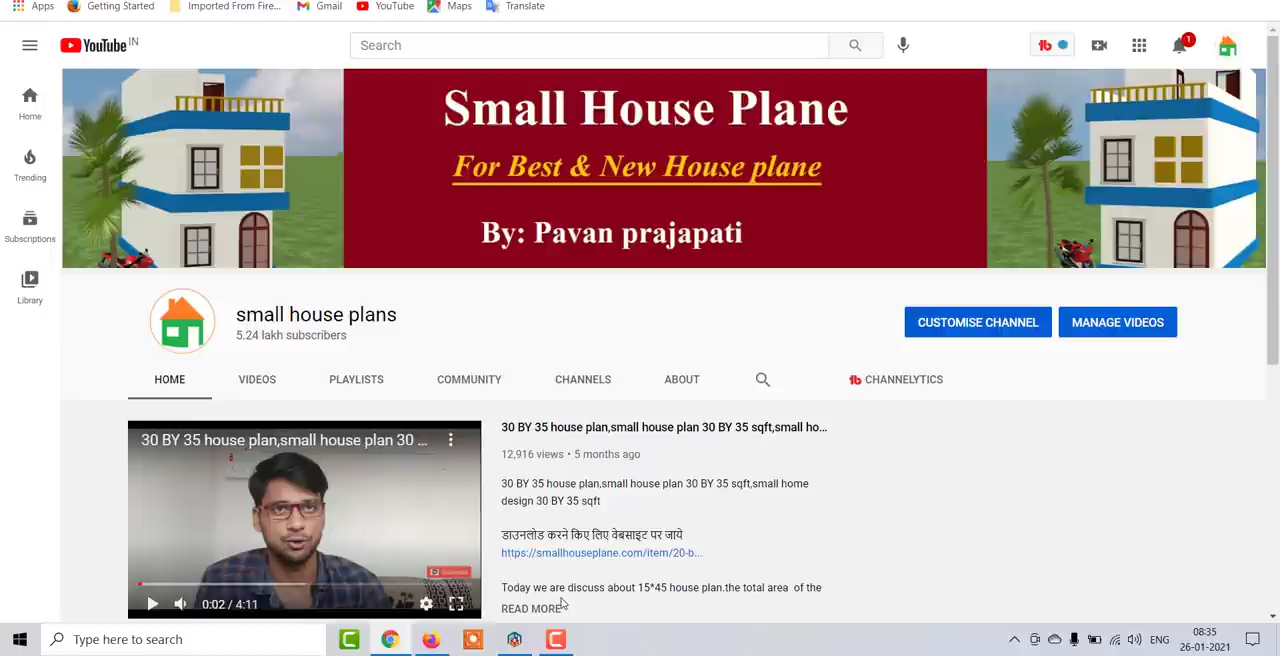 Apps Getting Started Imported From Fire... Gmail YouTube Maps Translate
YouTube IN
Search
tb
1
Home
Trending
Subscriptions
Library
Small House Plane
For Best & New House plane
By: Pavan prajapati
small house plans
5.24 lakh subscribers
CUSTOMISE CHANNEL MANAGE VIDEOS
HOME VIDEOS PLAYLISTS COMMUNITY CHANNELS ABOUT tb CHANNELYTICS
30 BY 35 house plan,small house plan 30 ...
0:02 / 4:11
30 BY 35 house plan,small house plan 30 BY 35 sqft,small ho...
12,916 views • 5 months ago
30 BY 35 house plan,small house plan 30 BY 35 sqft,small home
design 30 BY 35 sqft
डाउनलोड करने किए लिए वेबसाइट पर जाये
https://smallhouseplane.com/item/20-b...
Today we are discuss about 15*45 house plan.the total area of the
READ MORE
Type here to search
ENG
08:35
26-01-2021